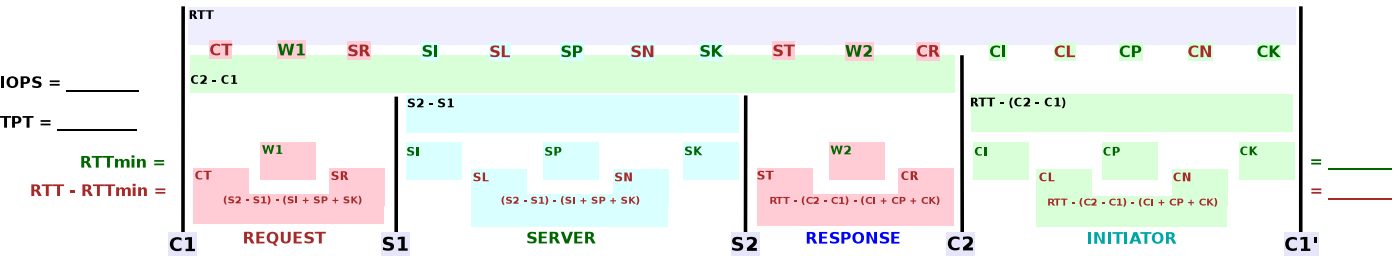 RTT
CT W1 SR SI SL SP SN SK ST W2 CR CI CL CP CN CK
IOPS = ________
C2 - C1
TPT = ________
S2 - S1
RTT - (C2 - C1)
RTTmin =
W1
SI
SP
SK
W2
CI
CP
CK
= ________
RTT - RTTmin =
CT
SR
SL
SN
ST
CR
CL
CN
= ________
(S2 - S1) - (SI + SP + SK)
(S2 - S1) - (SI + SP + SK)
RTT - (C2 - C1) - (CI + CP + CK)
RTT - (C2 - C1) - (CI + CP + CK)
C1 REQUEST S1 SERVER S2 RESPONSE C2 INITIATOR C1'